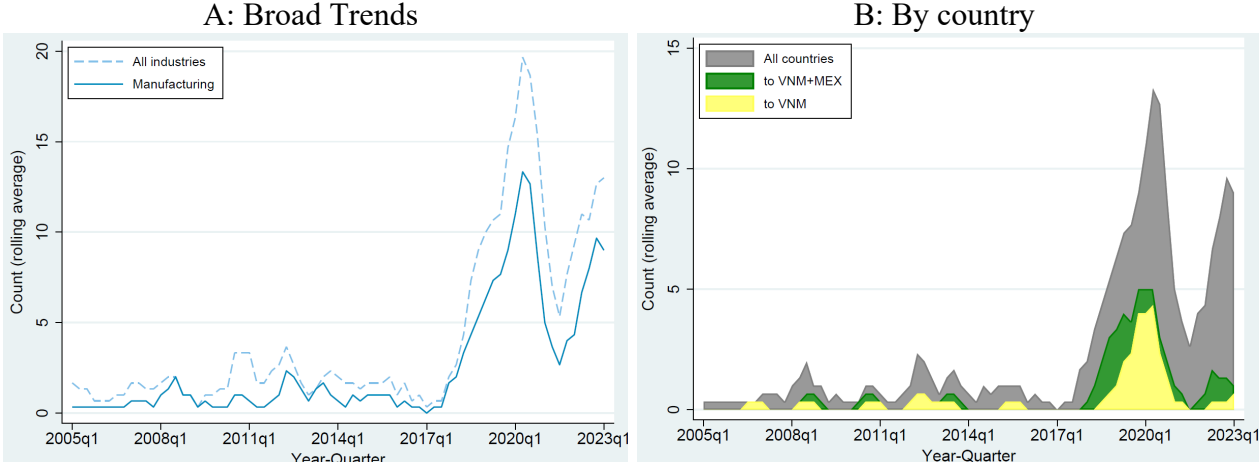 A: Broad Trends
All industries
Manufacturing
Count (rolling average)
20
15
10
5
0
2005q1 2008q1 2011q1 2014q1 2017q1 2020q1 2023q1
Year-Quarter
B: By country
All countries
to VNM+MEX
to VNM
Count (rolling average)
15
10
5
0
2005q1 2008q1 2011q1 2014q1 2017q1 2020q1 2023q1
Year-Quarter